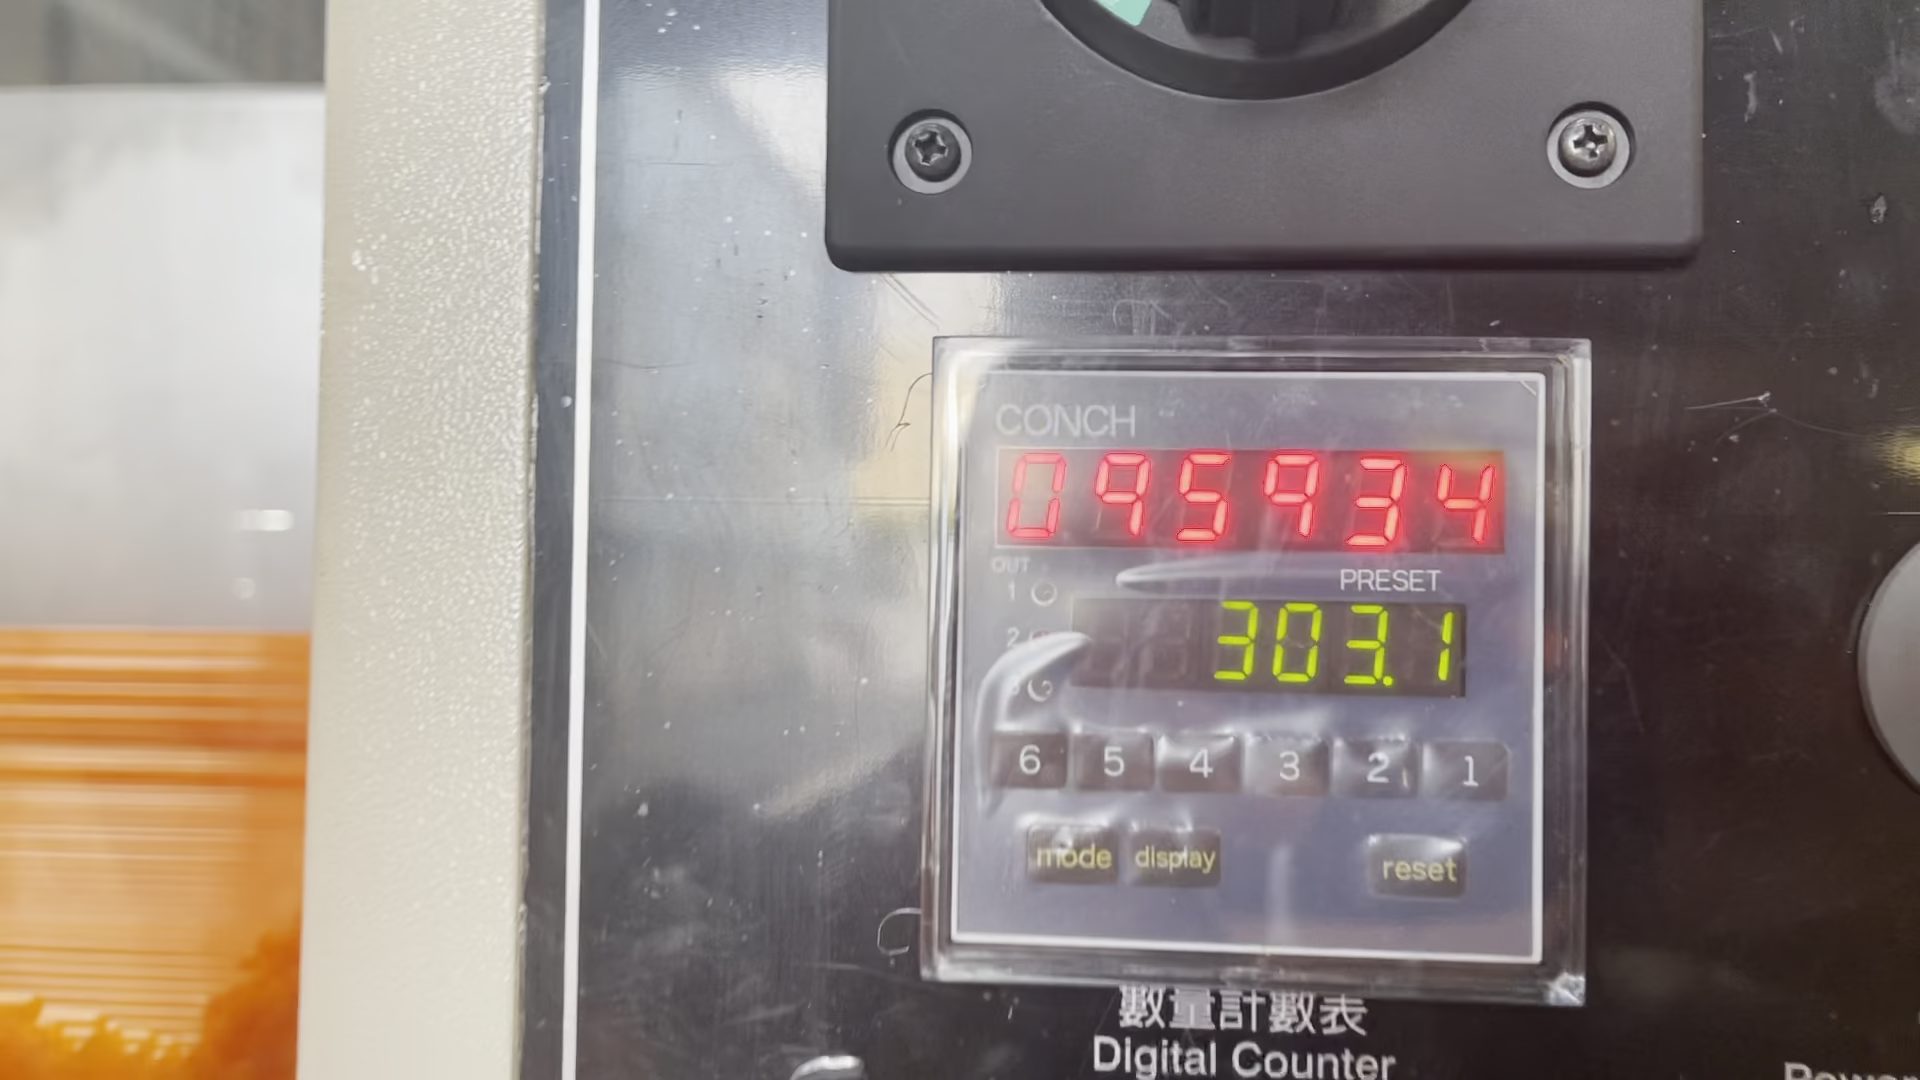 CONCH
095934
OUT
PRESET
1
303.1
2
6 5 4 3 2 1
mode display reset
數量計數表
Digital Counter